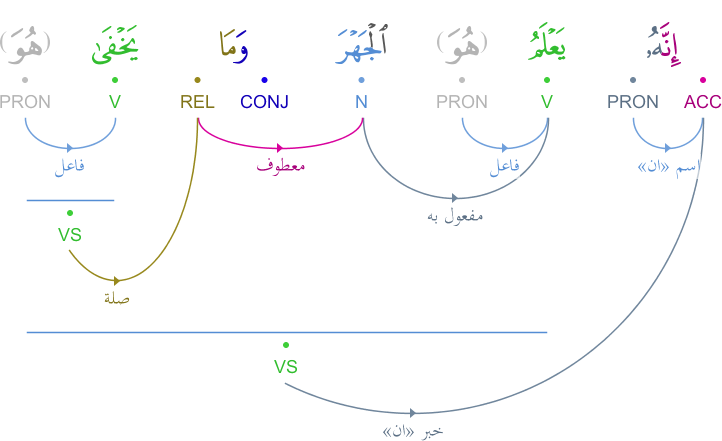 إِنَّهُۥ يَعْلَمُ (هُوَ) ٱلْجَهْرَ وَمَا يَخْفَىٰ (هُوَ)
ACC PRON V PRON N CONJ REL V PRON
اسم «ان» فاعل معطوف فاعل
مفعول به
VS
صلة
VS
خبر «ان»